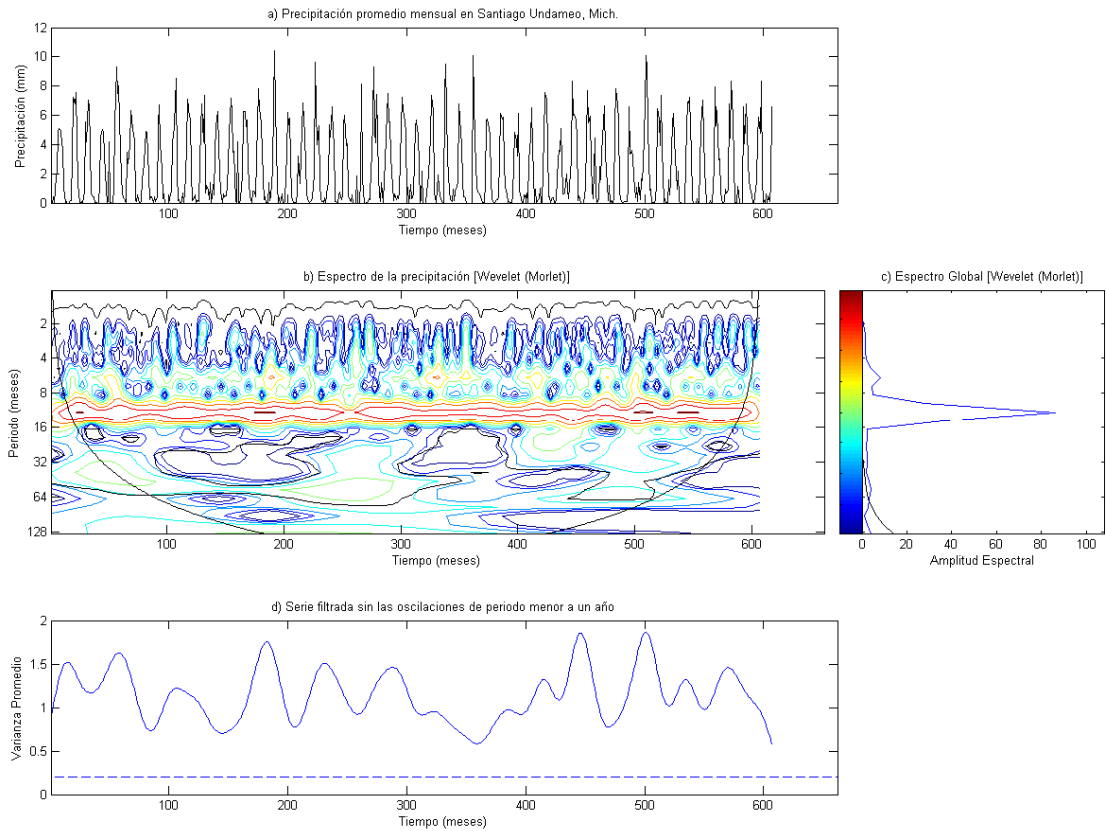 a) Precipitación promedio mensual en Santiago Undameo, Mich.
12
10
8
6
4
2
0
Precipitación (mm)
100 200 300 400 500 600
Tiempo (meses)
b) Espectro de la precipitación [Wevelet (Morlet)]
2
4
8
16
32
64
128
Periodo (meses)
100 200 300 400 500 600
Tiempo (meses)
c) Espectro Global [Wevelet (Morlet)]
0 20 40 60 80 100
Amplitud Espectral
d) Serie filtrada sin las oscilaciones de periodo menor a un año
2
1.5
1
0.5
0
Varianza Promedio
100 200 300 400 500 600
Tiempo (meses)